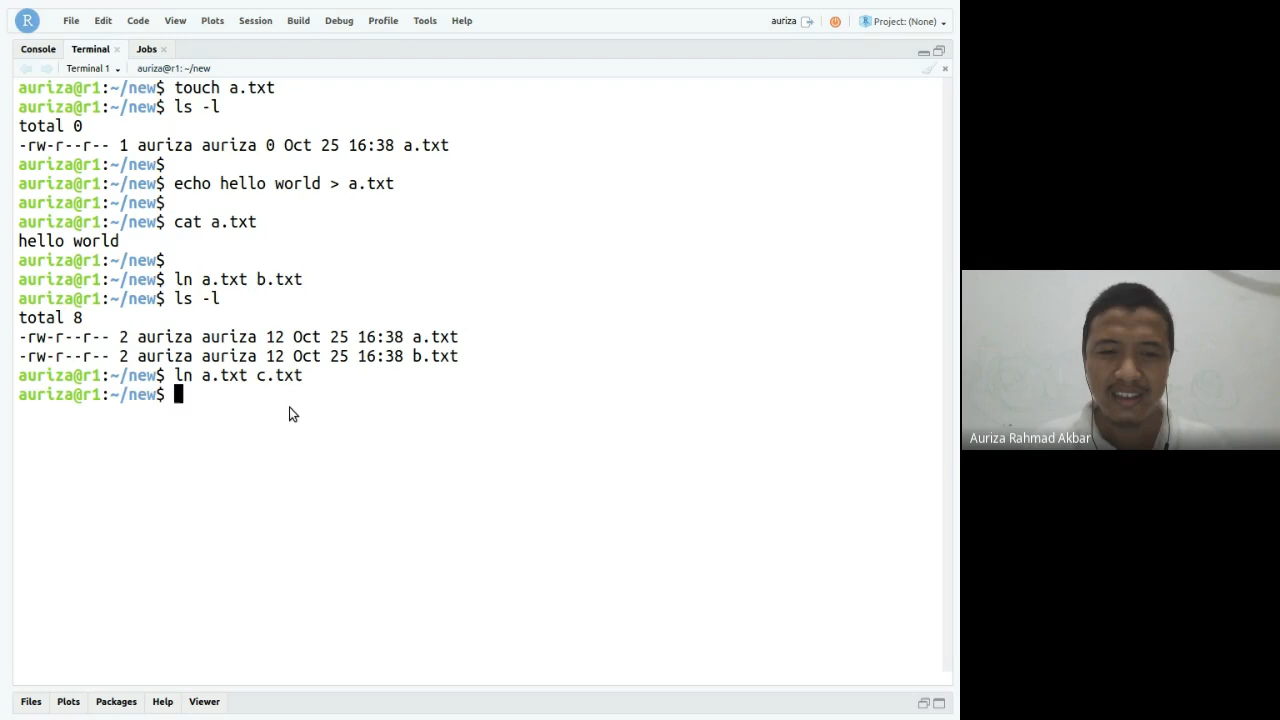 R File Edit Code View Plots Session Build Debug Profile Tools Help auriza R Project: (None)
Console Terminal Jobs
Terminal 1 auriza@r1: ~/new
auriza@r1:~/new$ touch a.txt
auriza@r1:~/new$ ls -l
total 0
-rw-r--r-- 1 auriza auriza 0 Oct 25 16:38 a.txt
auriza@r1:~/new$
auriza@r1:~/new$ echo hello world > a.txt
auriza@r1:~/new$
auriza@r1:~/new$ cat a.txt
hello world
auriza@r1:~/new$
auriza@r1:~/new$ ln a.txt b.txt
auriza@r1:~/new$ ls -l
total 8
-rw-r--r-- 2 auriza auriza 12 Oct 25 16:38 a.txt
-rw-r--r-- 2 auriza auriza 12 Oct 25 16:38 b.txt
auriza@r1:~/new$ ln a.txt c.txt
auriza@r1:~/new$
Auriza Rahmad Akbar
Files Plots Packages Help Viewer